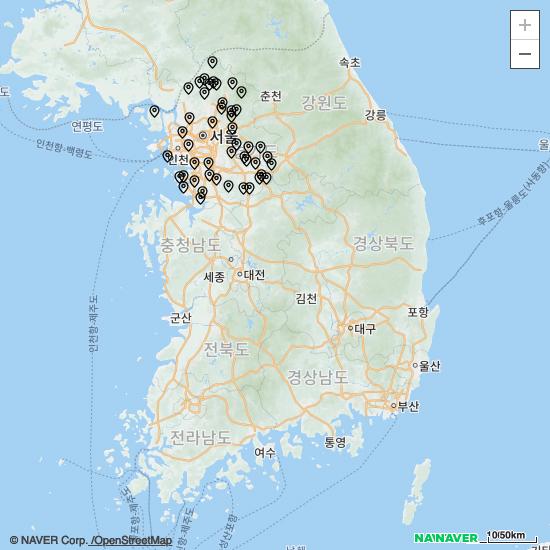 +
−
속초
춘천
강원도
강릉
연평도
서울
인천
도
인천항-백령도
울
후포항-울릉도(사동항)
충청남도
경상북도
세종
대전
인천항-제주도
김천
군산
포항
대구
전북도
경상남도
울산
부산
전라남도
여수
통영
© NAVER Corp. /OpenStreetMap
NAVER
10/50km